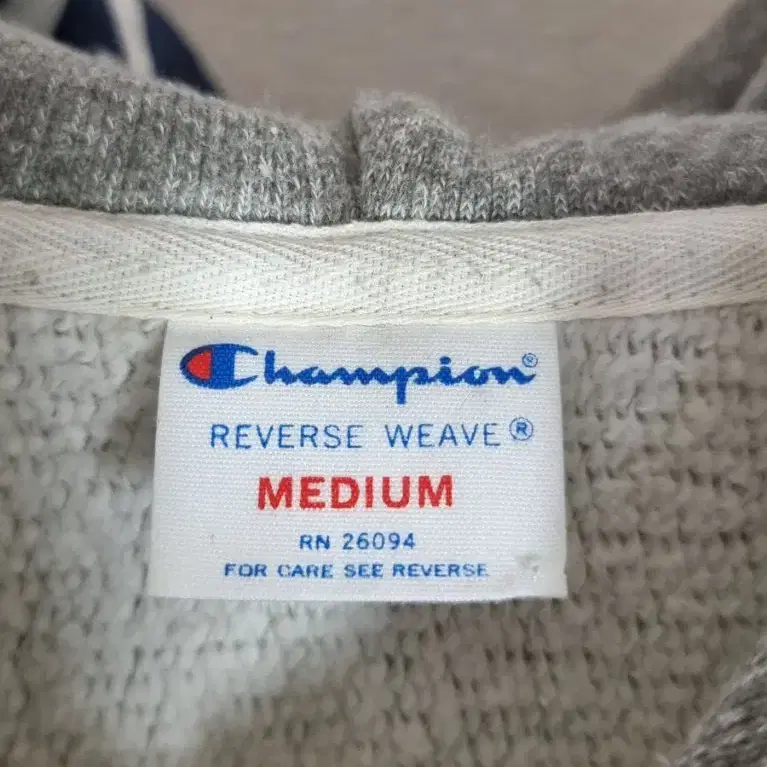 Champion®
REVERSE WEAVE®
MEDIUM
RN 26094
FOR CARE SEE REVERSE